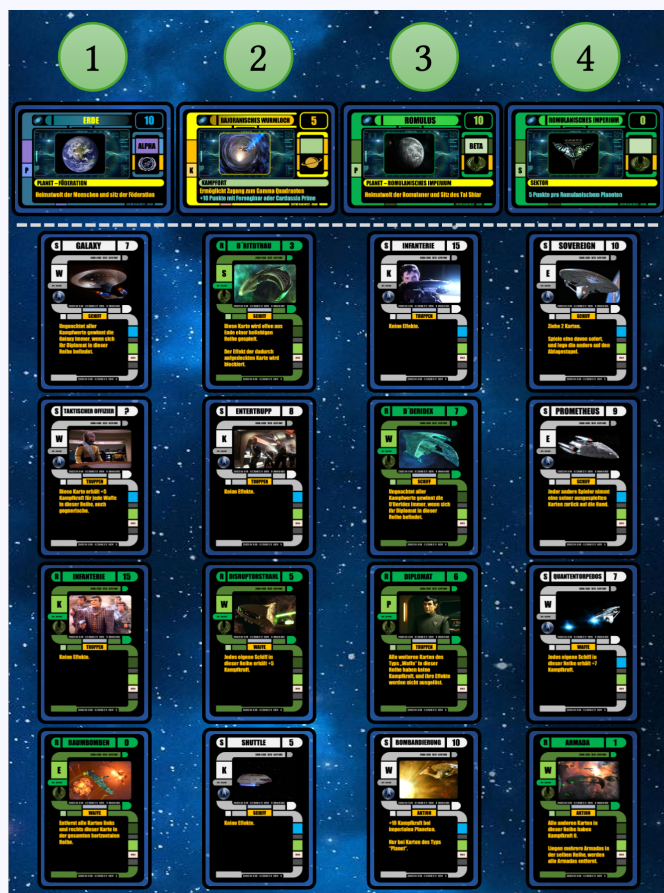 1 2 3 4
ERDE 10
ALPHA
P
PLANET – FÖDERATION
Heimatwelt der Menschen und sitz der Föderation
BAJORANISCHES WURMLOCH 5
K
KAMPFORT
Ermöglicht Zugang zum Gamma Quadranten
+10 Punkte mit Ferenginar oder Cardassia Prime
ROMULUS 10
BETA
P
PLANET – ROMULANISCHES IMPERIUM
Heimatwelt der Romulaner und Sitz des Tal Shiar
ROMULANISCHES IMPERIUM 0
S
SEKTOR
5 Punkte pro Romulanischem Planeten
S GALAXY 7
W
SCHIFF
Ungeachtet aller
Kampfwerte gewinnt die
Galaxy immer, wenn sich
ihr Diplomat in dieser
Reihe befindet.
R D´RITUTHAU 3
S
SCHIFF
Diese Karte wird offen ans
Ende einer beliebigen
Reihe gespielt.
Der Effekt der dadurch
aufgedeckten Karte wird
blockiert.
S INFANTERIE 15
K
TRUPPEN
Keine Effekte.
S SOVEREIGN 10
E
SCHIFF
Ziehe 2 Karten.
Spiele eine davon sofort,
und lege die andere auf den
Ablagestapel.
S TAKTISCHER OFFIZIER ?
W
TRUPPEN
Diese Karte erhält +5
Kampfkraft für jede Waffe
in dieser Reihe, auch
gegnerische.
S ENTERTRUPP 8
K
TRUPPEN
Keine Effekte.
R D´DERIDEX 7
W
SCHIFF
Ungeachtet aller
Kampfwerte gewinnt die
D'Deridex immer, wenn sich
ihr Diplomat in dieser
Reihe befindet.
S PROMETHEUS 9
E
SCHIFF
Jeder andere Spieler nimmt
eine seiner ausgespielten
Karten zurück auf die Hand.
R INFANTERIE 15
K
TRUPPEN
Keine Effekte.
R DISRUPTORSTRAHL 5
W
WAFFE
Jedes eigene Schiff in
dieser Reihe erhält +5
Kampfkraft.
R DIPLOMAT 6
P
TRUPPEN
Alle weiteren Karten des
Typs „Waffe" in dieser
Reihe haben keine
Kampfkraft, und ihre Effekte
werden nicht ausgelöst.
S QUANTENTORPEDOS 7
W
WAFFE
Jedes eigene Schiff in
dieser Reihe erhält +7
Kampfkraft.
R RAUMBOMBEN 0
E
WAFFE
Entfernt alle Karten links
und rechts dieser Karte in
der gesamten horizontalen
Reihe.
S SHUTTLE 5
K
SCHIFF
Keine Effekte.
S BOMBARDIERUNG 10
W
AKTION
+10 Kampfkraft bei
Imperialen Planeten.
Nur bei Karten des Typs
"Planet".
R ARMADA 1
W
AKTION
Alle anderen Karten in
dieser Reihe haben
Kampfkraft 0.
Liegen mehrere Armadas in
der selben Reihe, werden
alle Armadas entfernt.